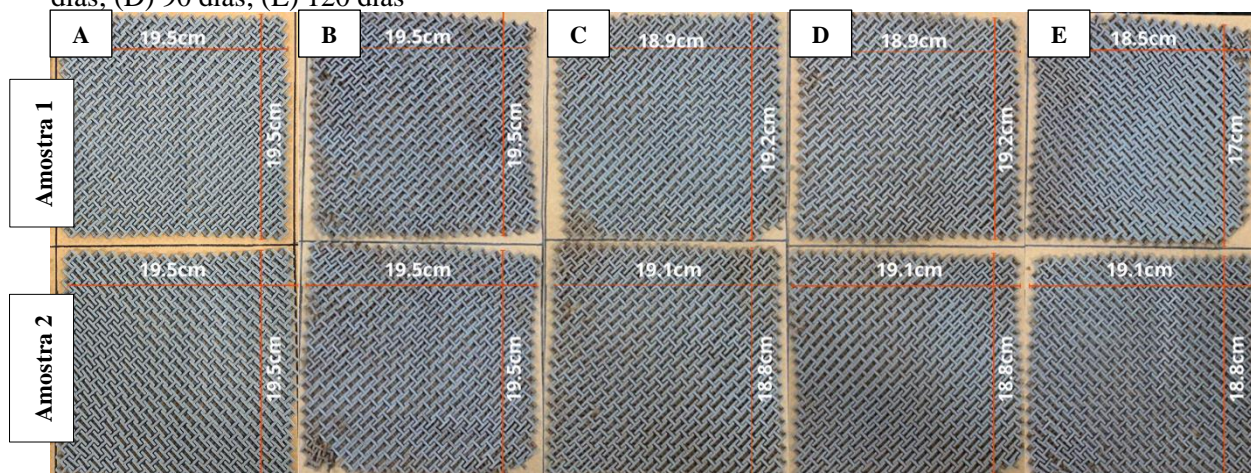 dias; (D) 90 dias; (E) 120 dias
A
19.5cm
B
19.5cm
C
18.9cm
D
18.9cm
E
18.5cm
Amostra 1
19.5cm
19.5cm
19.2cm
19.2cm
17cm
19.5cm
19.5cm
19.1cm
19.1cm
19.1cm
Amostra 2
19.5cm
19.5cm
18.8cm
18.8cm
18.8cm